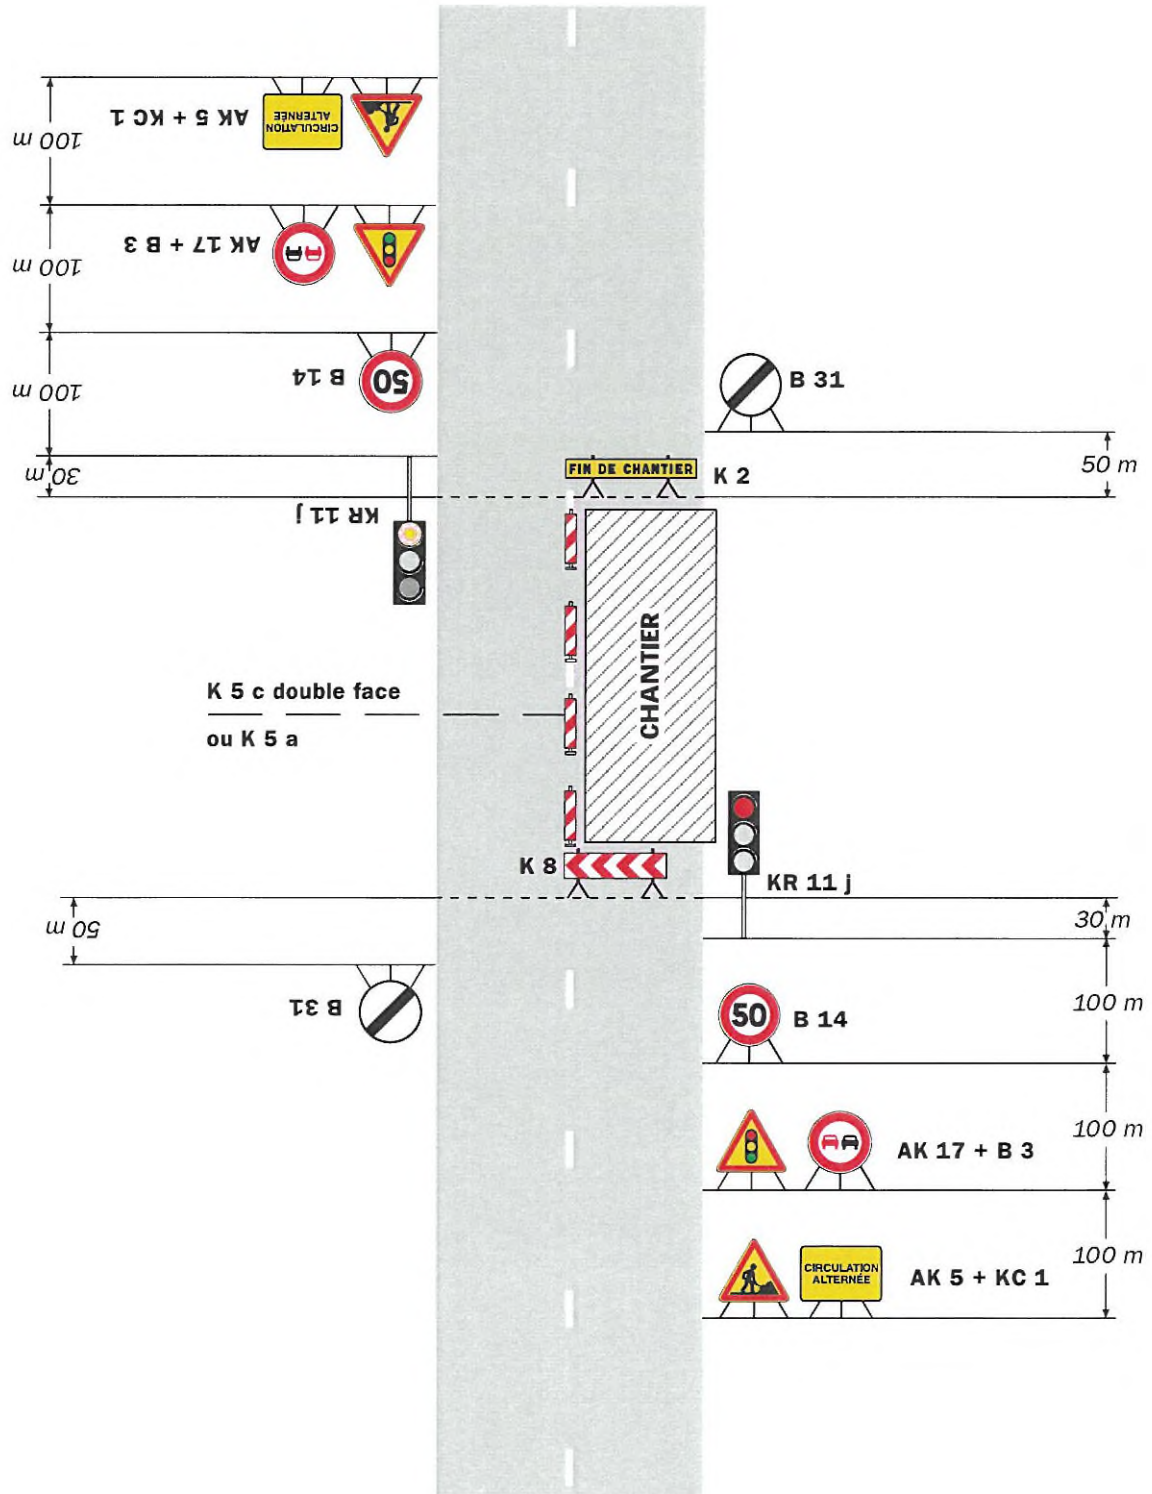 CIRCULATION
ALTERNÉE
AK 5 + KC 1
100 m
AK 17 + B 3
100 m
50
B 14
100 m
30 m
KR 11 j
B 31
50 m
FIN DE CHANTIER
K 2
CHANTIER
K 5 c double face
ou K 5 a
K 8
KR 11 j
30 m
50 m
B 31
50
B 14
100 m
AK 17 + B 3
100 m
CIRCULATION
ALTERNÉE
AK 5 + KC 1
100 m